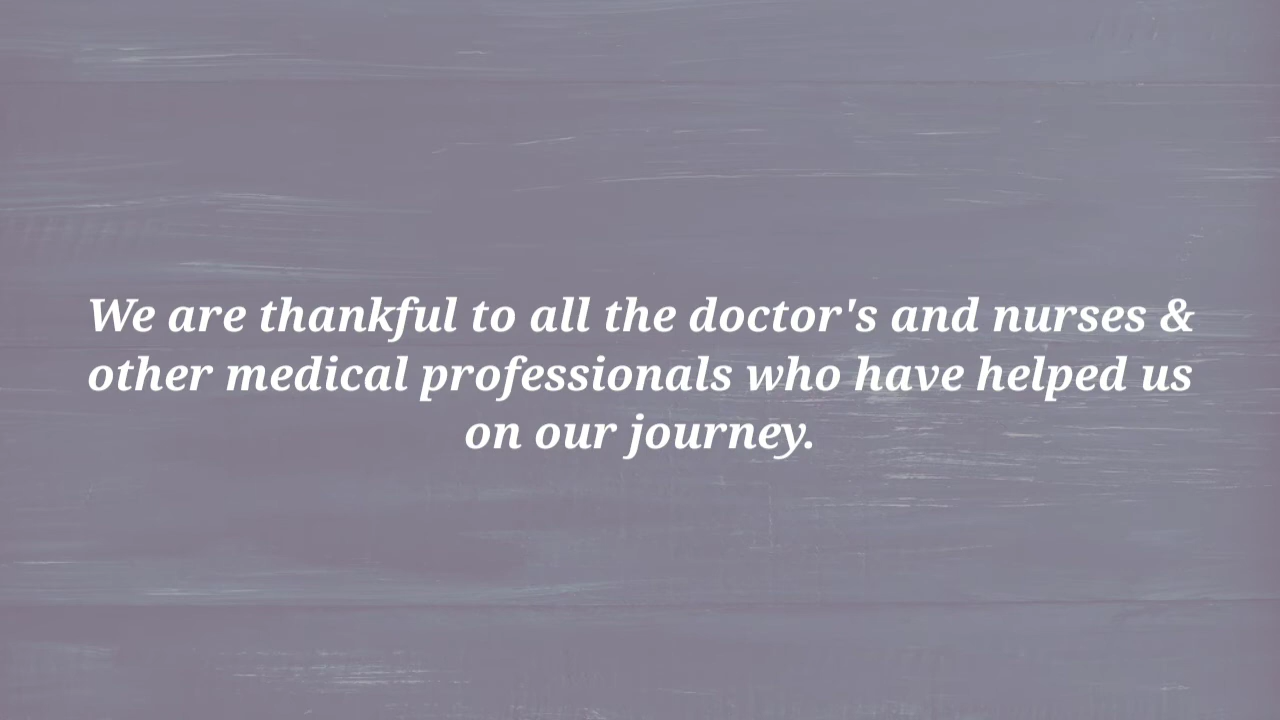 We are thankful to all the doctor's and nurses &
other medical professionals who have helped us
on our journey.